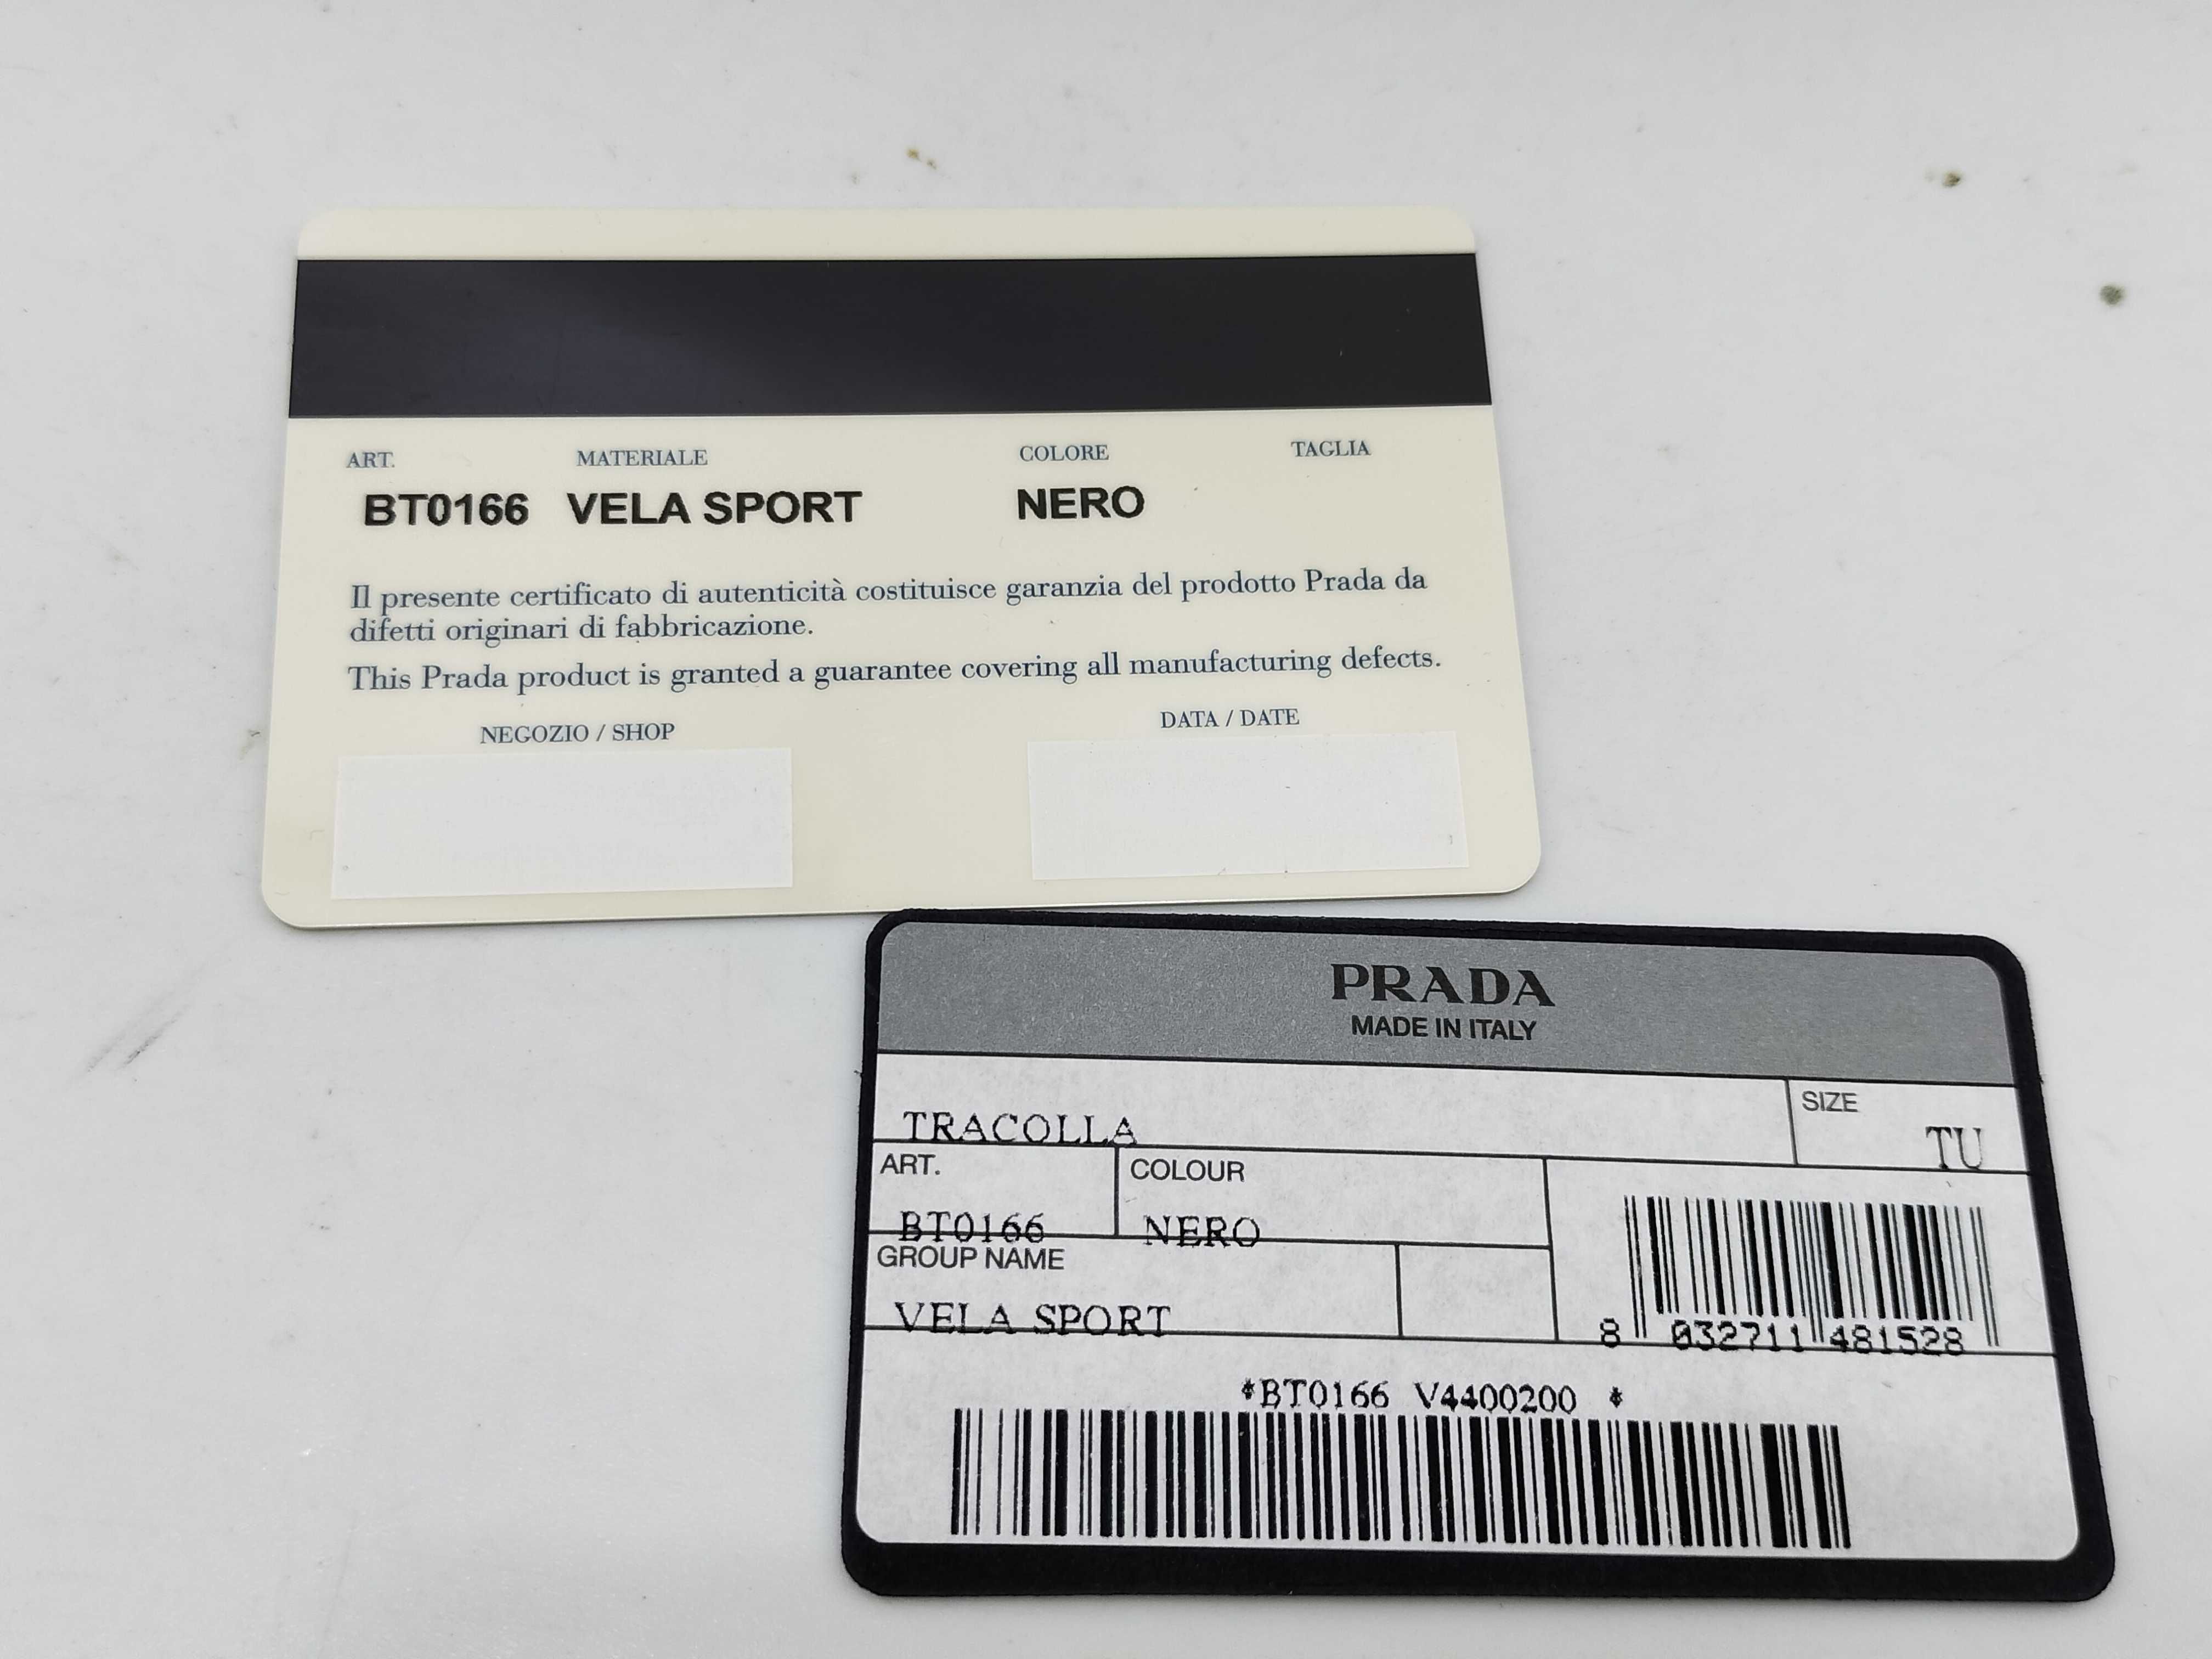 ART. MATERIALE COLORE TAGLIA
BT0166 VELA SPORT NERO
Il presente certificato di autenticità costituisce garanzia del prodotto Prada da
difetti originari di fabbricazione.
This Prada product is granted a guarantee covering all manufacturing defects.
NEGOZIO / SHOP DATA / DATE
PRADA
MADE IN ITALY
TRACOLLA SIZE TU
ART. COLOUR
BT0166 NERO
GROUP NAME
VELA SPORT
8 032711 481528
*BT0166 V4400200 *